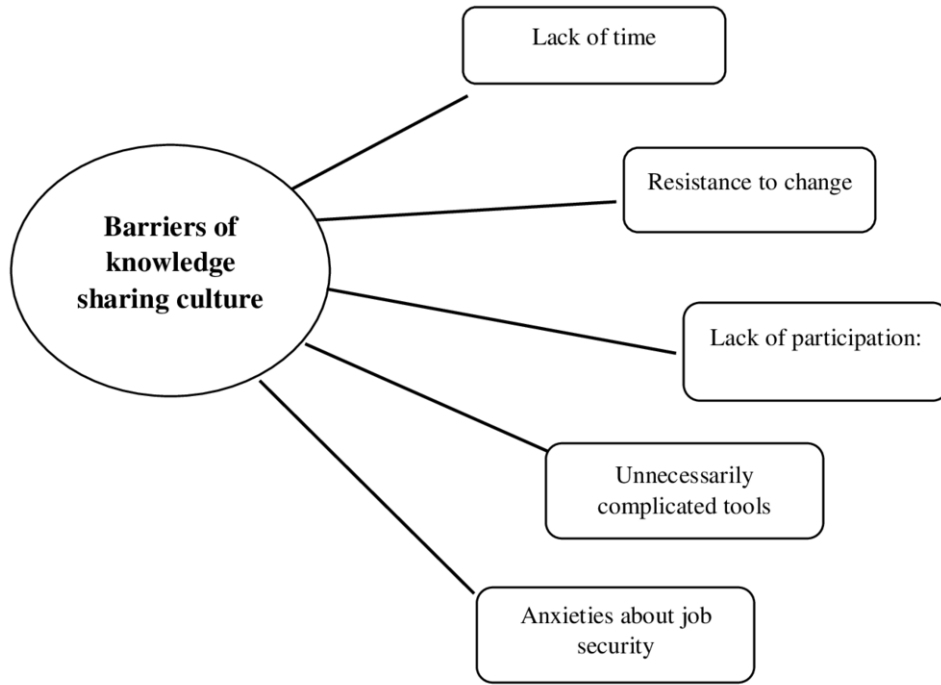 Lack of time
Resistance to change
Barriers of
knowledge
sharing culture
Lack of participation:
Unnecessarily
complicated tools
Anxieties about job
security